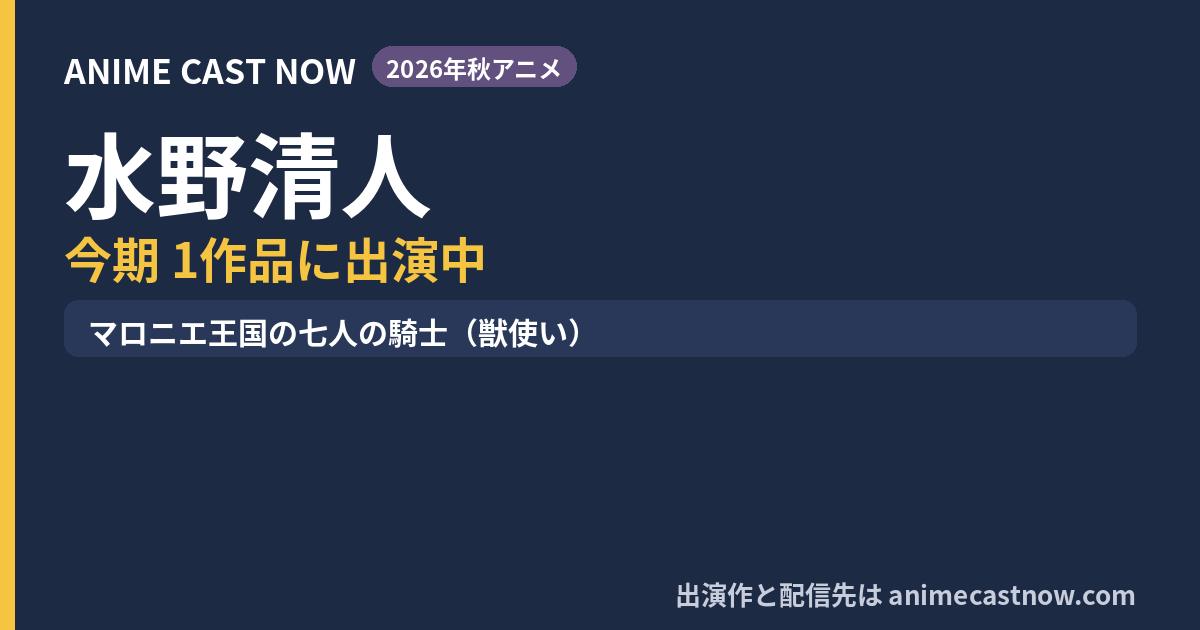 ANIME CAST NOW 2026年秋アニメ
水野清人
今期 1作品に出演中
マロニエ王国の七人の騎士（獣使い）
出演作と配信先は animecastnow.com